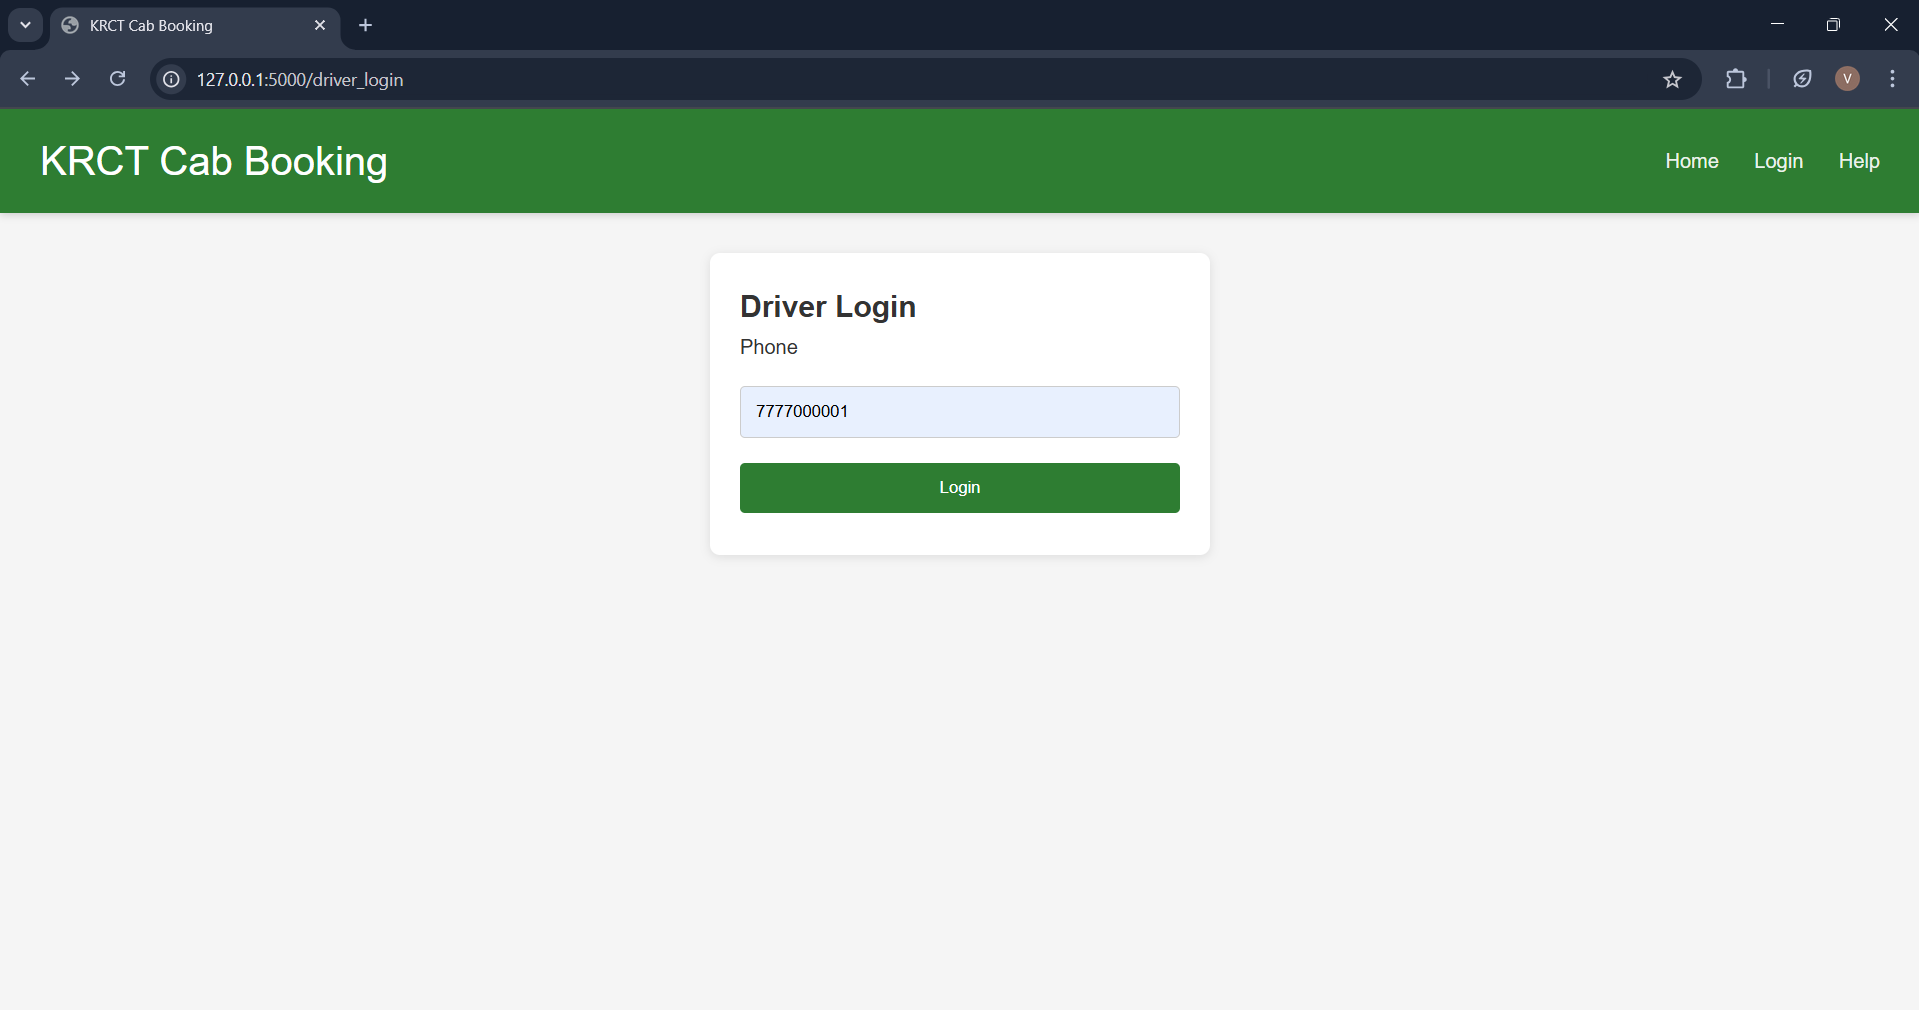 KRCT Cab Booking
127.0.0.1:5000/driver_login
V
KRCT Cab Booking
Home
Login
Help
Driver Login
Phone
7777000001
Login